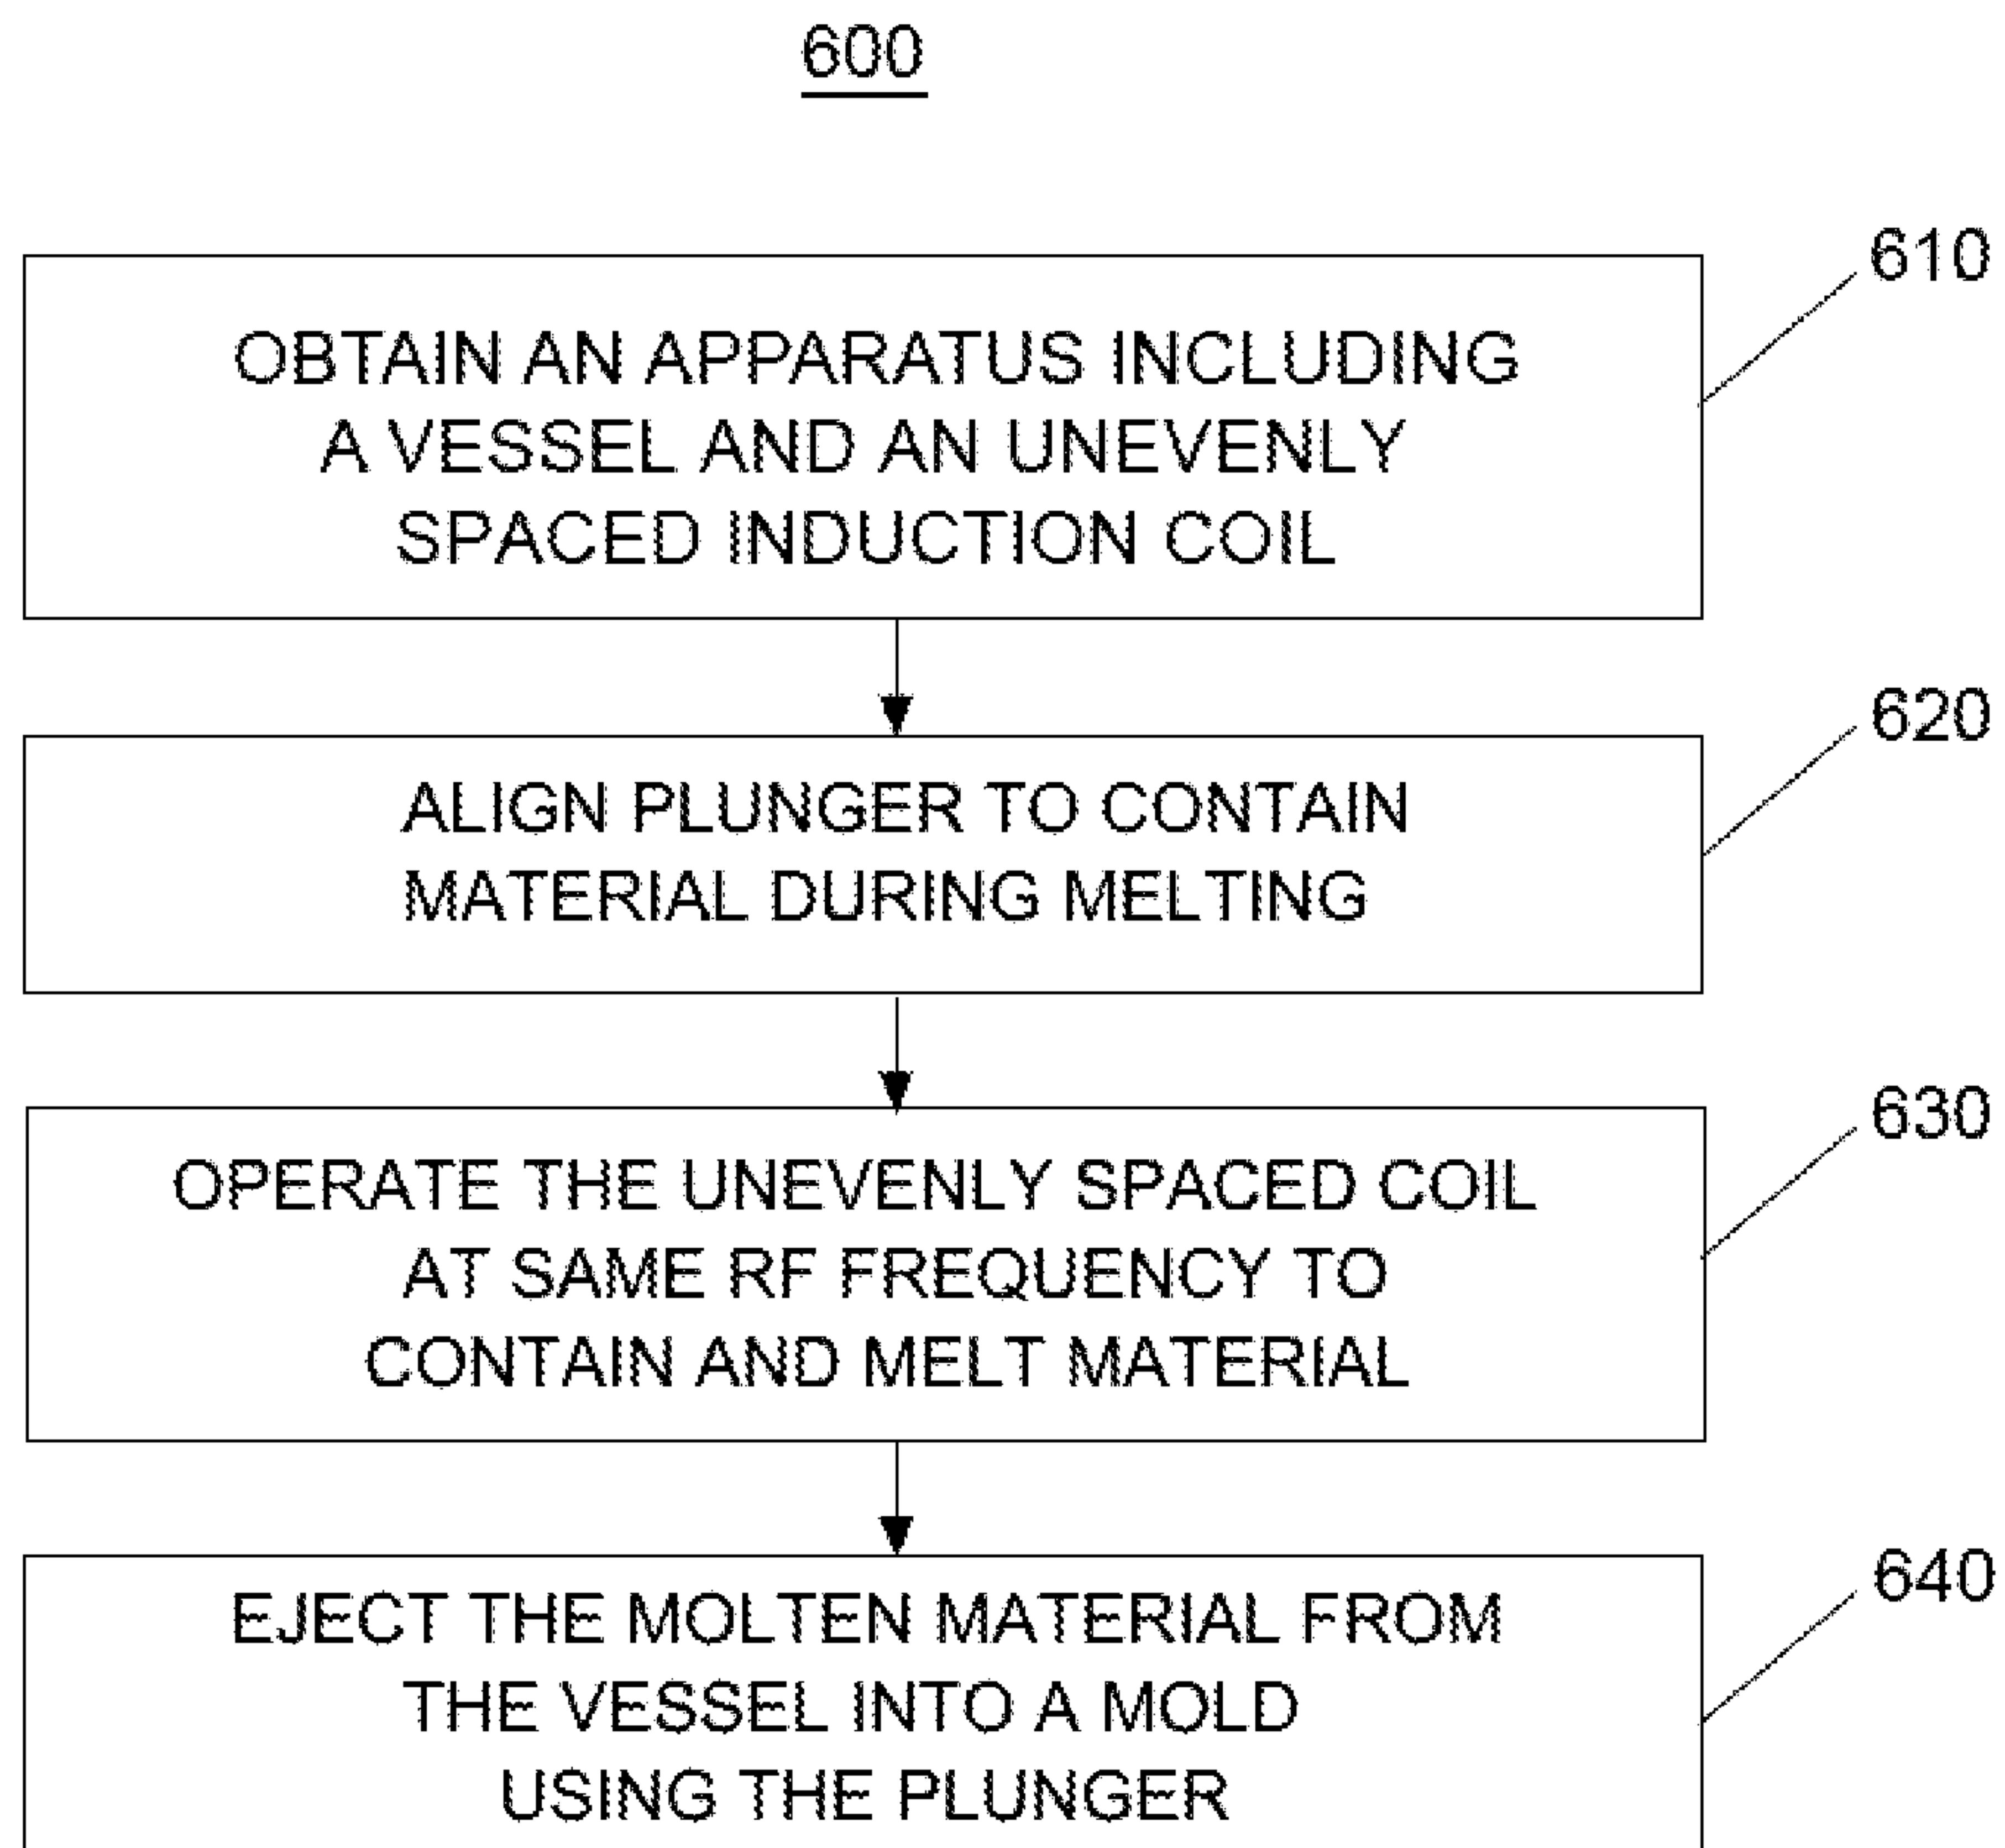 600
610
OBTAIN AN APPARATUS INCLUDING
A VESSEL AND AN UNEVENLY
SPACED INDUCTION COIL
620
ALIGN PLUNGER TO CONTAIN
MATERIAL DURING MELTING
630
OPERATE THE UNEVENLY SPACED COIL
AT SAME RF FREQUENCY TO
CONTAIN AND MELT MATERIAL
640
EJECT THE MOLTEN MATERIAL FROM
THE VESSEL INTO A MOLD
USING THE PLUNGER